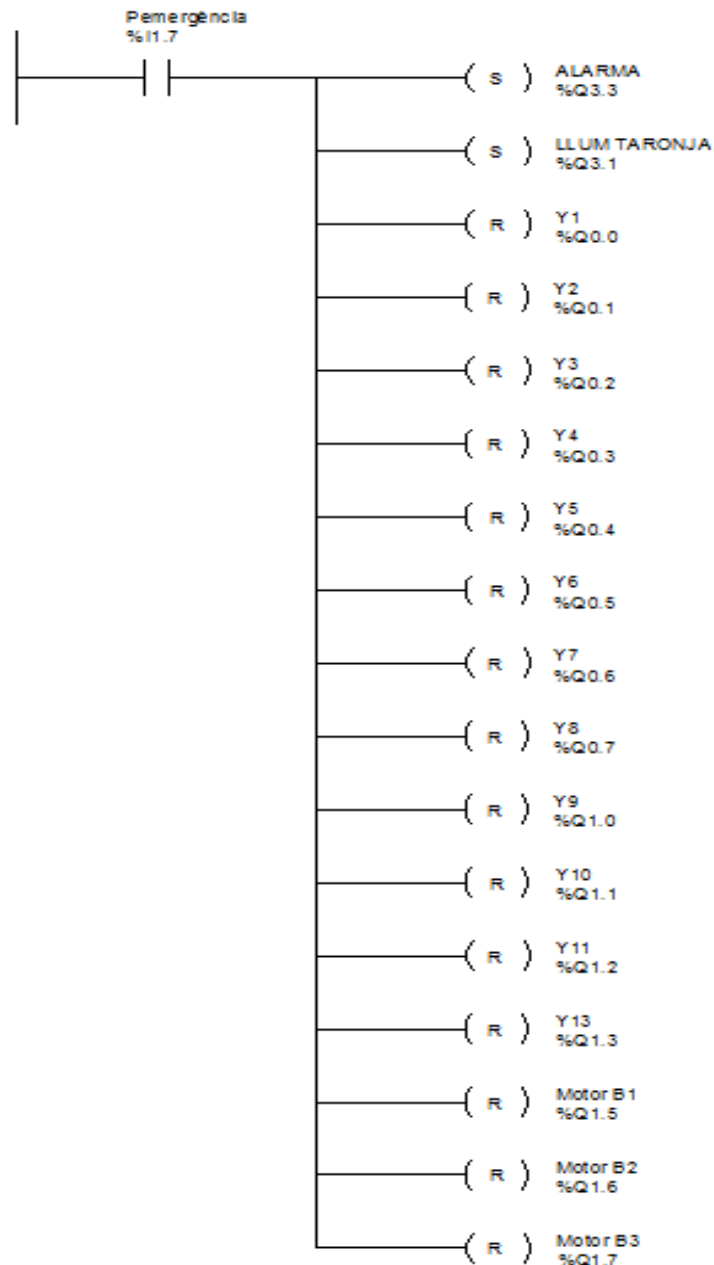 Pemergència
%I1.7
( S ) ALARMA
%Q3.3
( S ) LLUM TARONJA
%Q3.1
( R ) Y1
%Q0.0
( R ) Y2
%Q0.1
( R ) Y3
%Q0.2
( R ) Y4
%Q0.3
( R ) Y5
%Q0.4
( R ) Y6
%Q0.5
( R ) Y7
%Q0.6
( R ) Y8
%Q0.7
( R ) Y9
%Q1.0
( R ) Y10
%Q1.1
( R ) Y11
%Q1.2
( R ) Y13
%Q1.3
( R ) Motor B1
%Q1.5
( R ) Motor B2
%Q1.6
( R ) Motor B3
%Q1.7